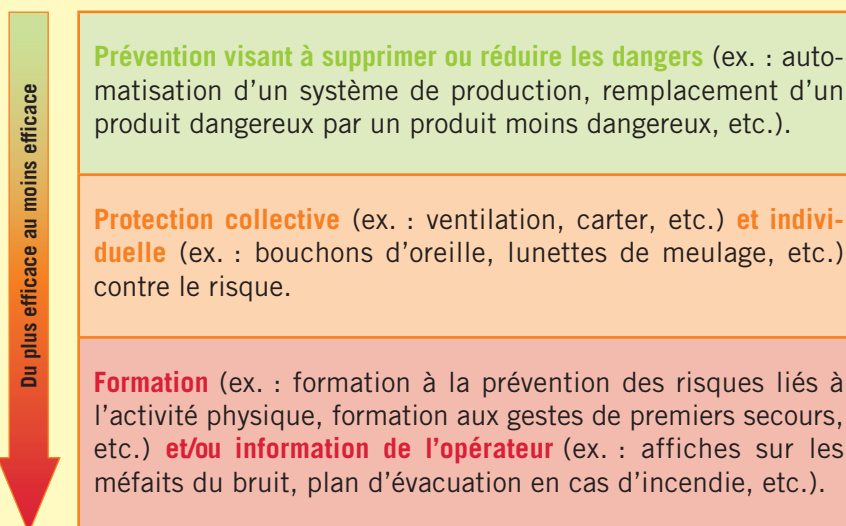 Du plus efficace au moins efficace
Prévention visant à supprimer ou réduire les dangers (ex. : auto-
matisation d’un système de production, remplacement d’un
produit dangereux par un produit moins dangereux, etc.).
Protection collective (ex. : ventilation, carter, etc.) et indivi-
duelle (ex. : bouchons d’oreille, lunettes de meulage, etc.)
contre le risque.
Formation (ex. : formation à la prévention des risques liés à
l’activité physique, formation aux gestes de premiers secours,
etc.) et/ou information de l’opérateur (ex. : affiches sur les
méfaits du bruit, plan d’évacuation en cas d’incendie, etc.).